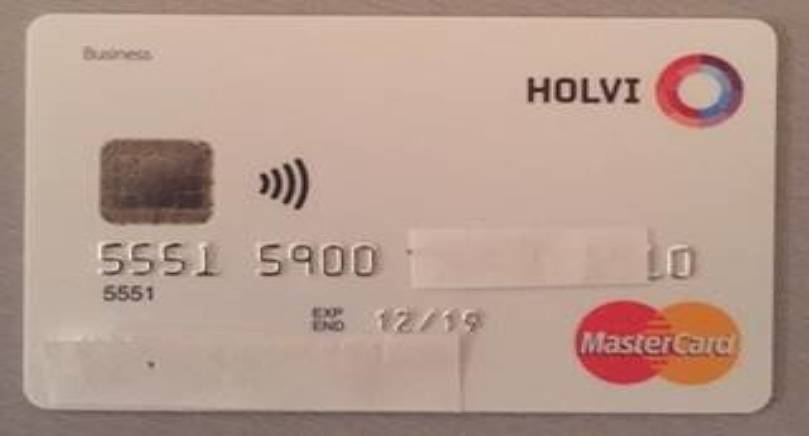 Business
HOLVI
5551 5900 10
5551
EXP END 12/19
MasterCard